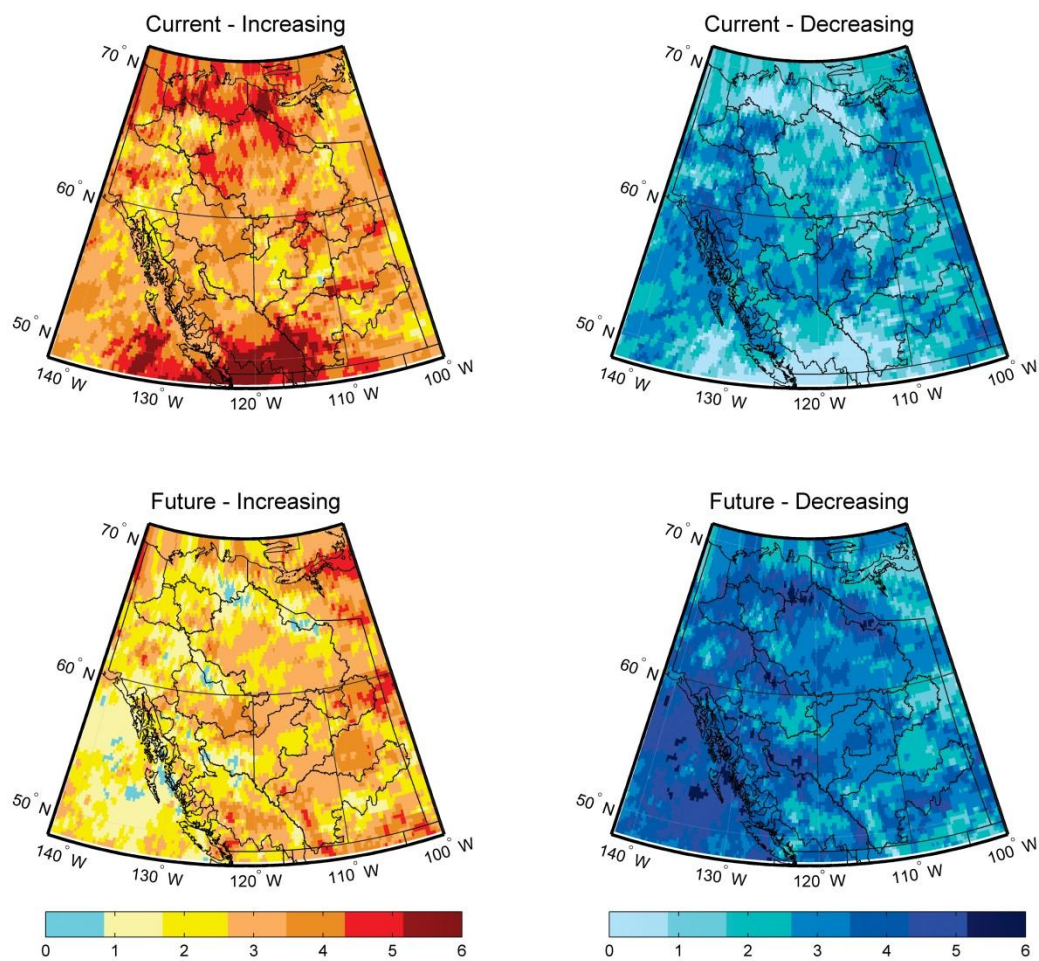 Current - Increasing
70° N
60° N
50° N
140° W
130° W
120° W
110° W
100° W
Current - Decreasing
70° N
60° N
50° N
140° W
130° W
120° W
110° W
100° W
Future - Increasing
70° N
60° N
50° N
140° W
130° W
120° W
110° W
100° W
Future - Decreasing
70° N
60° N
50° N
140° W
130° W
120° W
110° W
100° W
0 1 2 3 4 5 6
0 1 2 3 4 5 6